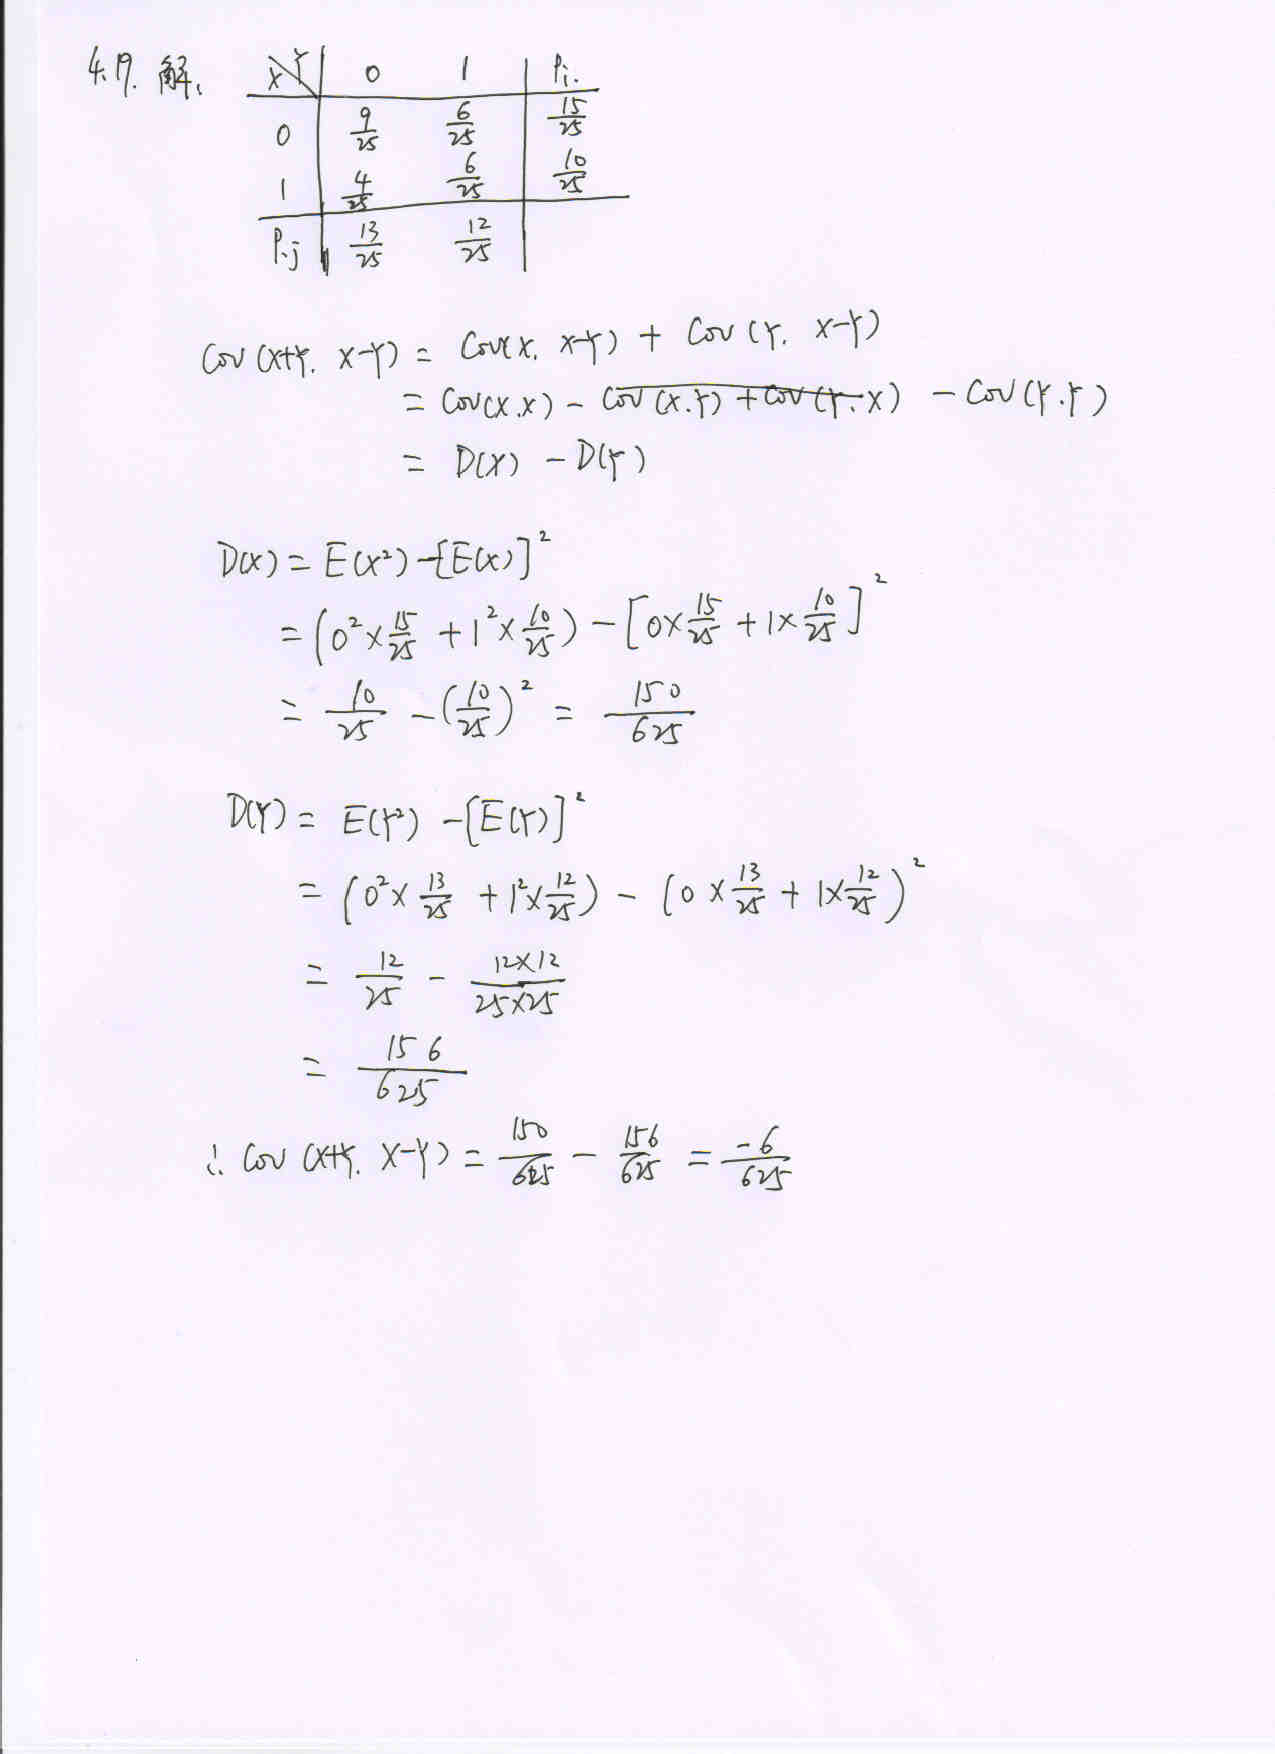 4.19. 解.
X Y 0 1 Pi.
0 9/25 6/25 15/25
1 4/25 6/25 10/25
P.j 13/25 12/25
Cov(X+Y. X-Y) = Cov(X. X-Y) + Cov(Y. X-Y)
= Cov(X.X) - Cov(X.Y) + Cov(Y.X) - Cov(Y.Y)
= D(X) - D(Y)
D(X) = E(X²) - [E(X)]²
= (0² × 15/25 + 1² × 10/25) - [0 × 15/25 + 1 × 10/25]²
= 10/25 - (10/25)² = 150/625
D(Y) = E(Y²) - [E(Y)]²
= (0² × 13/25 + 1² × 12/25) - (0 × 13/25 + 1 × 12/25)²
= 12/25 - 12×12/25×25
= 156/625
∴ Cov(X+Y. X-Y) = 150/625 - 156/625 = -6/625